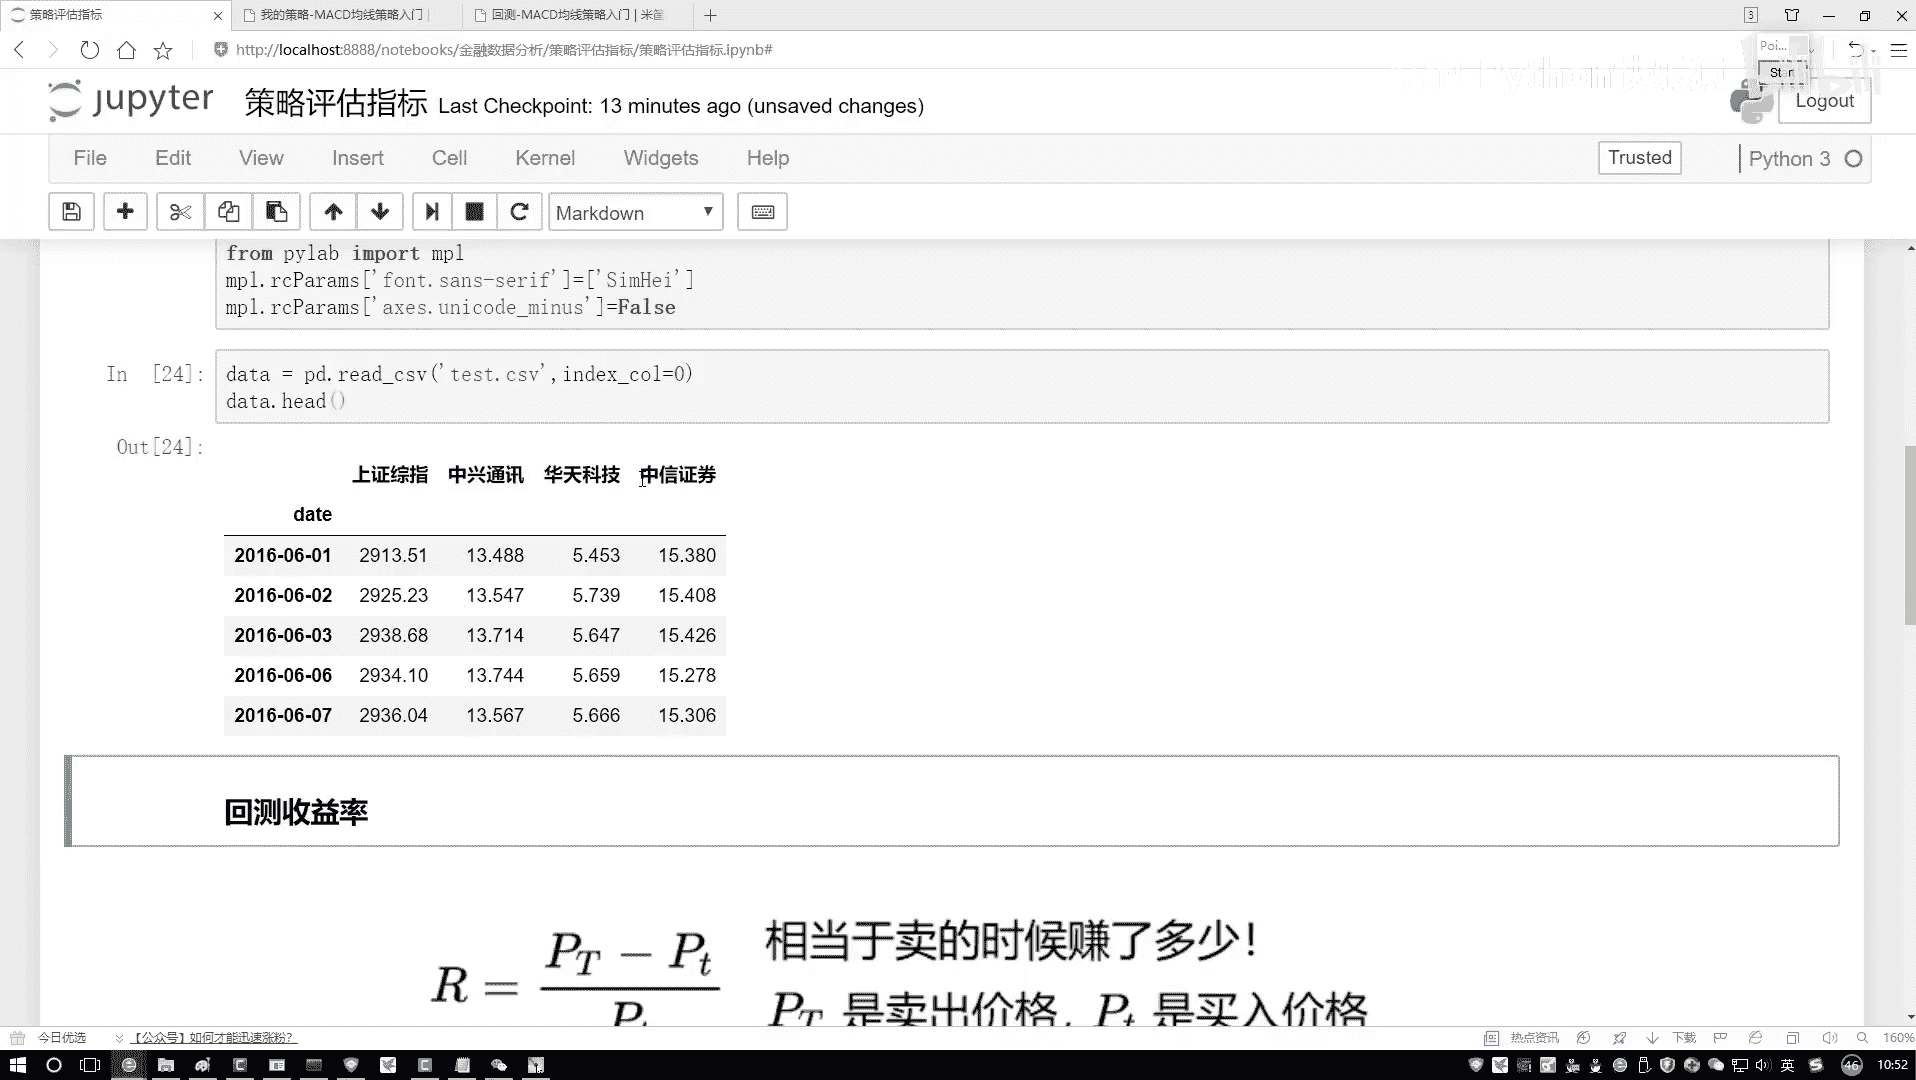 策略评估指标
我的策略-MACD均线策略入门 |
回测-MACD均线策略入门 | 米筐
3
http://localhost:8888/notebooks/金融数据分析/策略评估指标/策略评估指标.ipynb#
Poi...
Start
jupyter 策略评估指标 Last Checkpoint: 13 minutes ago (unsaved changes)
Logout
File Edit View Insert Cell Kernel Widgets Help
Trusted
Python 3
Markdown
from pylab import mpl
mpl.rcParams['font.sans-serif']=['SimHei']
mpl.rcParams['axes.unicode_minus']=False
In [24]:
data = pd.read_csv('test.csv',index_col=0)
data.head()
Out[24]:
上证综指 中兴通讯 华天科技 中信证券
date
2016-06-01 2913.51 13.488 5.453 15.380
2016-06-02 2925.23 13.547 5.739 15.408
2016-06-03 2938.68 13.714 5.647 15.426
2016-06-06 2934.10 13.744 5.659 15.278
2016-06-07 2936.04 13.567 5.666 15.306
回测收益率
相当于卖的时候赚了多少！
R = (P_T − P_t) / P_t
P_T 是卖出价格, P_t 是买入价格
今日优选
【公众号】如何才能迅速涨粉？
热点资讯
下载
160%
英
46
10:52